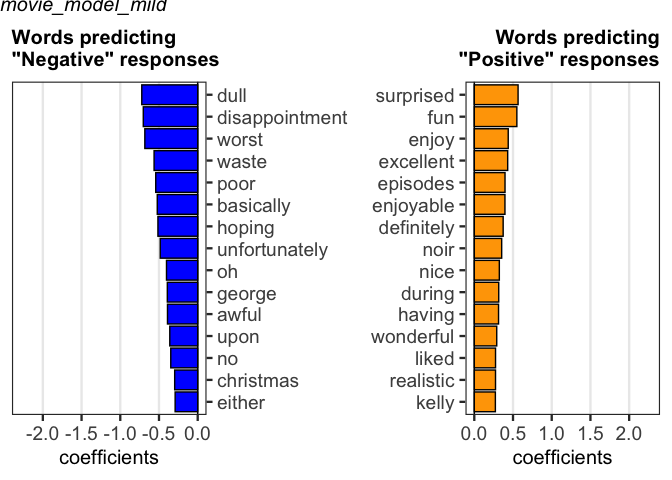 movie_model_mild
Words predicting
"Negative" responses
dull
disappointment
worst
waste
poor
basically
hoping
unfortunately
oh
george
awful
upon
no
christmas
either
-2.0 -1.5 -1.0 -0.5 0.0
coefficients
Words predicting
"Positive" responses
surprised
fun
enjoy
excellent
episodes
enjoyable
definitely
noir
nice
during
having
wonderful
liked
realistic
kelly
0.0 0.5 1.0 1.5 2.0
coefficients